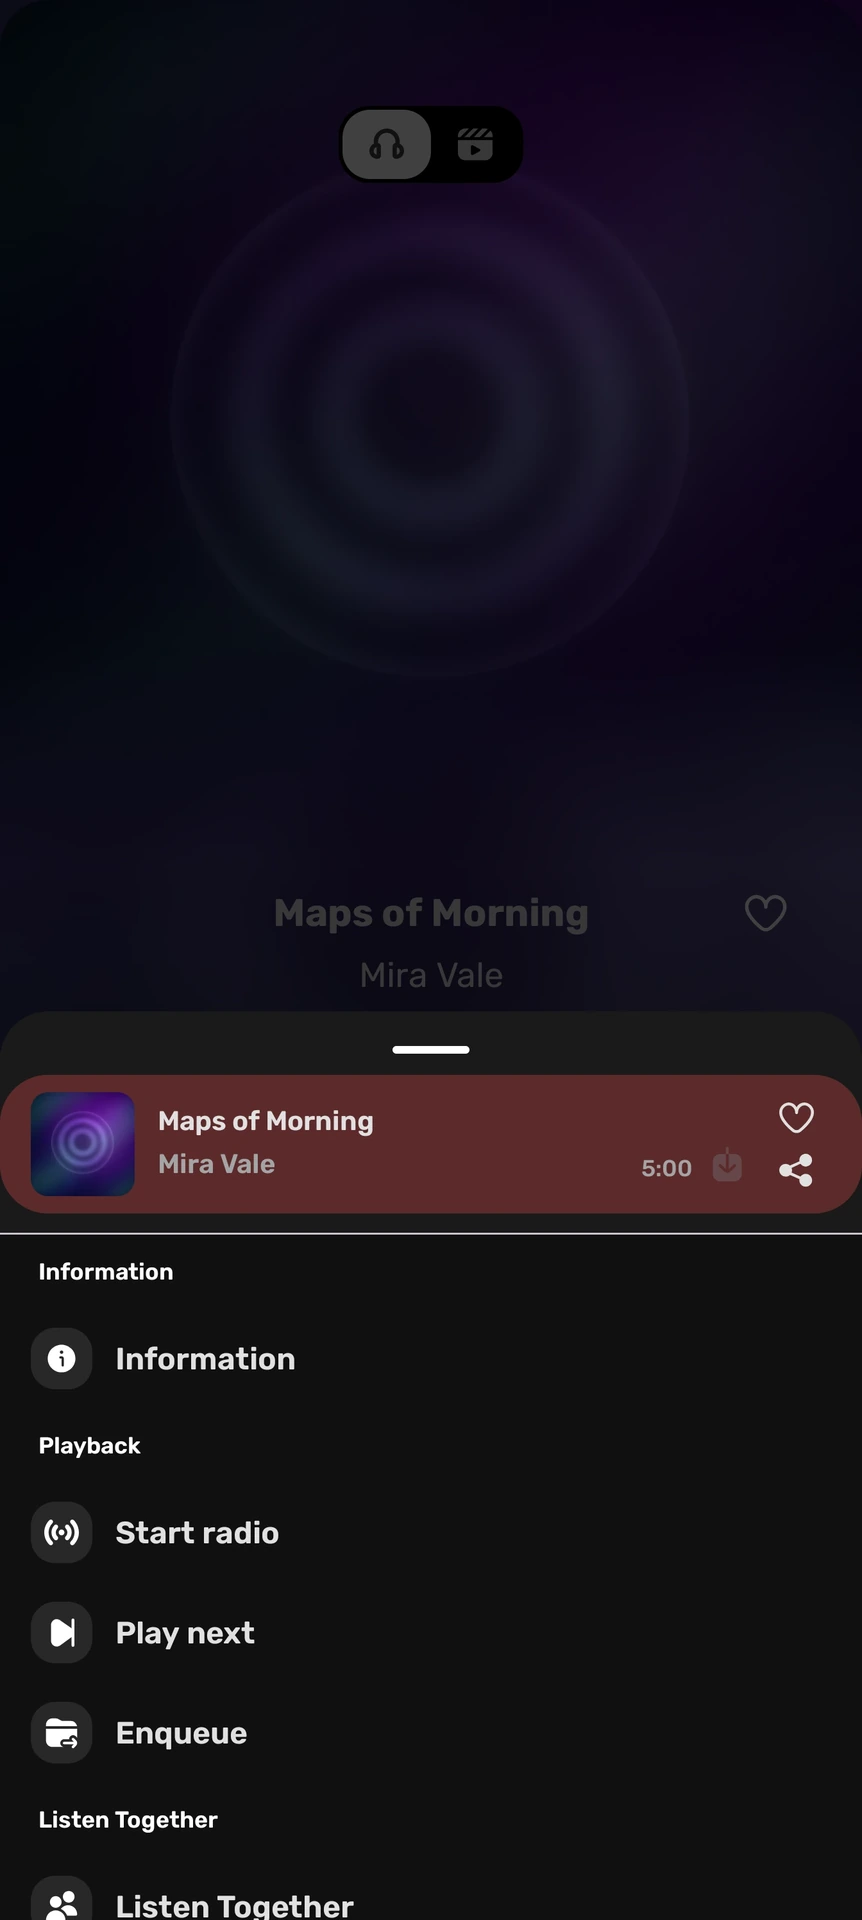 Maps of Morning
Mira Vale
Maps of Morning
Mira Vale
5:00
Information
Information
Playback
Start radio
Play next
Enqueue
Listen Together
Listen Together